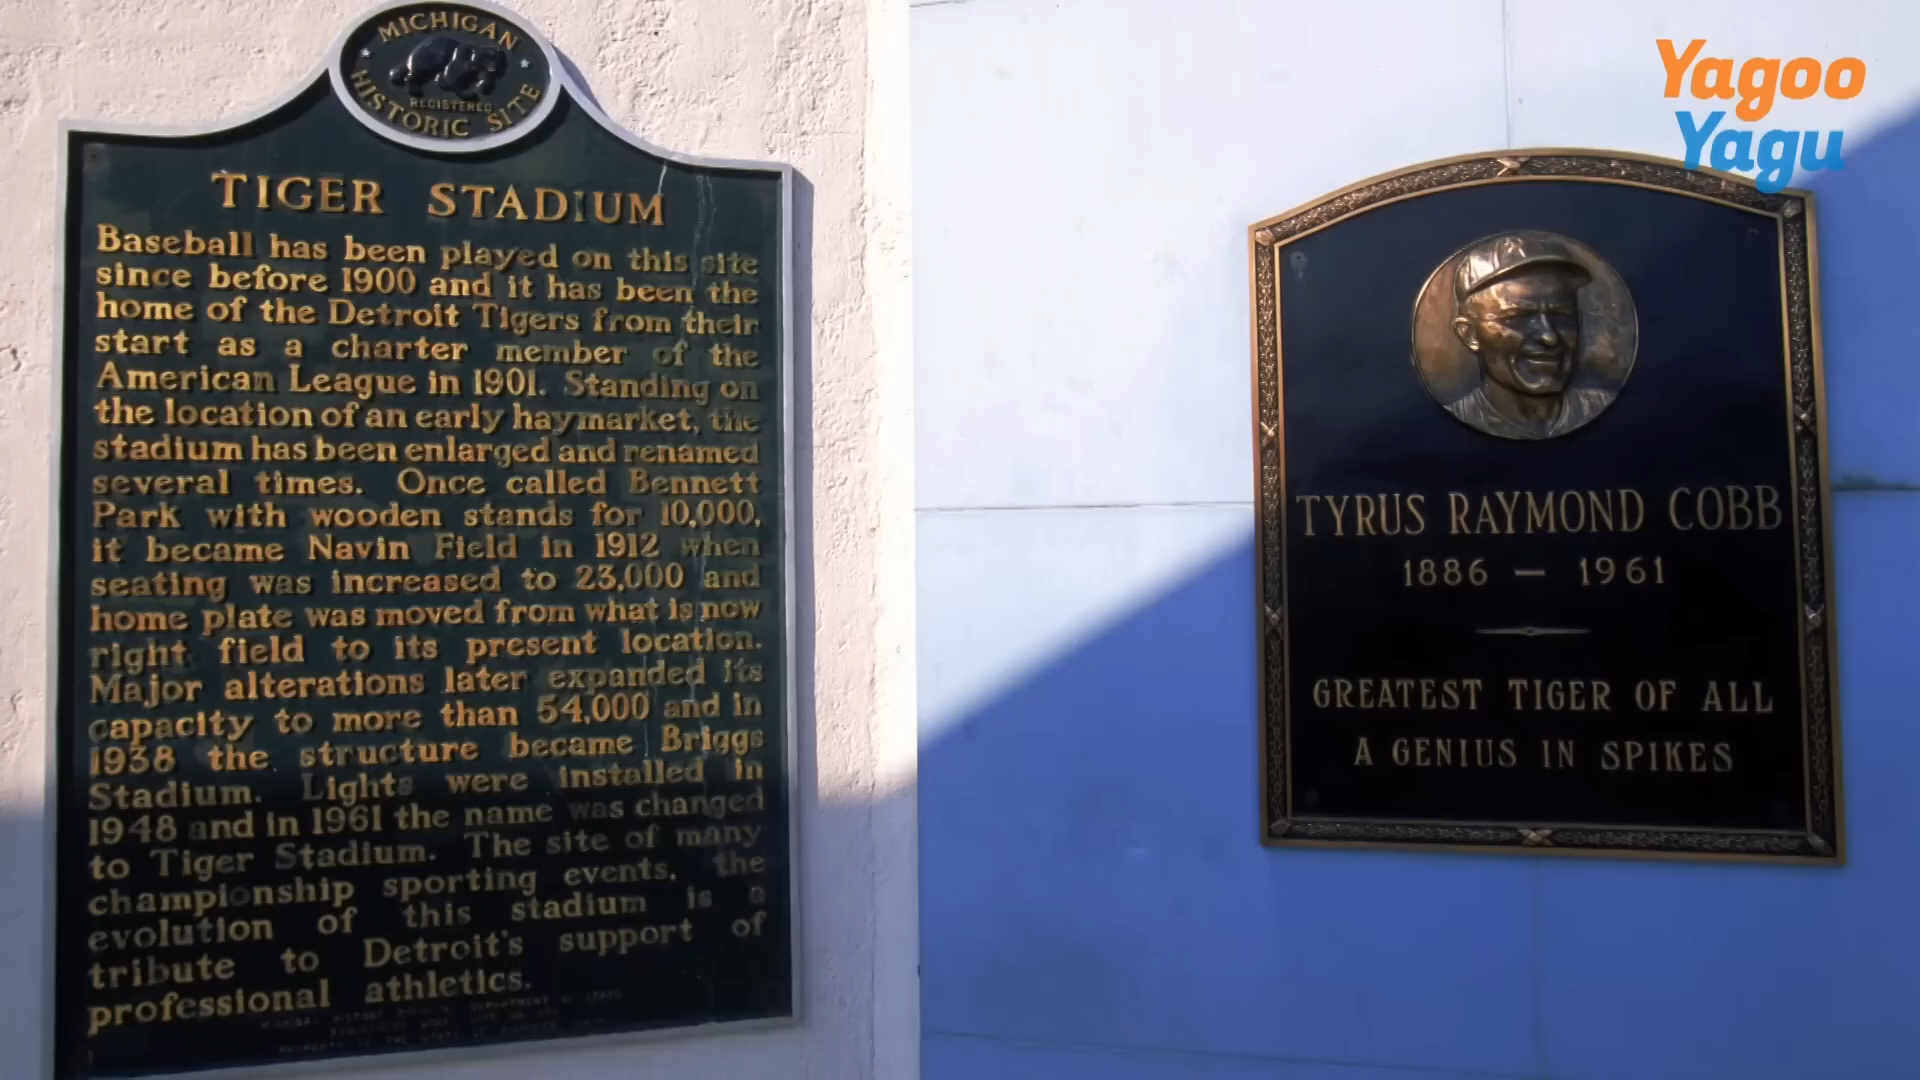 MICHIGAN
REGISTERED
HISTORIC SITE
TIGER STADIUM
Baseball has been played on this site
since before 1900 and it has been the
home of the Detroit Tigers from their
start as a charter member of the
American League in 1901. Standing on
the location of an early haymarket, the
stadium has been enlarged and renamed
several times. Once called Bennett
Park with wooden stands for 10,000,
it became Navin Field in 1912 when
seating was increased to 23,000 and
home plate was moved from what is now
right field to its present location.
Major alterations later expanded its
capacity to more than 54,000 and in
1938 the structure became Briggs
Stadium. Lights were installed in
1948 and in 1961 the name was changed
to Tiger Stadium. The site of many
championship sporting events, the
evolution of this stadium is a
tribute to Detroit's support of
professional athletics.
Yagoo
Yagu
TYRUS RAYMOND COBB
1886 — 1961
GREATEST TIGER OF ALL
A GENIUS IN SPIKES